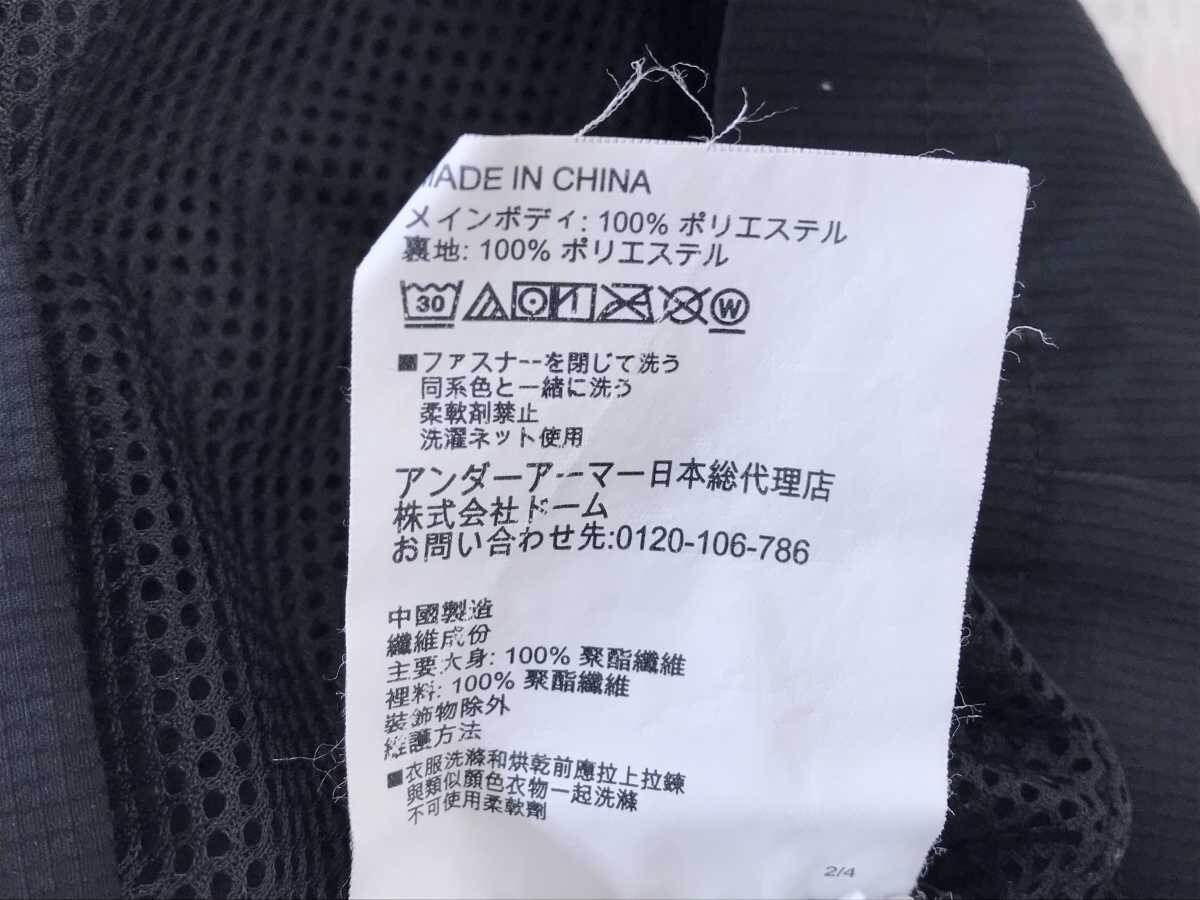 MADE IN CHINA
メインボディ: 100% ポリエステル
裏地: 100% ポリエステル
30
W
■ファスナーを閉じて洗う
同系色と一緒に洗う
柔軟剤禁止
洗濯ネット使用
アンダーアーマー日本総代理店
株式会社ドーム
お問い合わせ先:0120-106-786
中國製造
纖維成份
主要大身: 100% 聚酯纖維
裡料: 100% 聚酯纖維
裝飾物除外
維護方法
■衣服洗滌和烘乾前應拉上拉鍊
與類似顏色衣物一起洗滌
不可使用柔軟劑
2/4